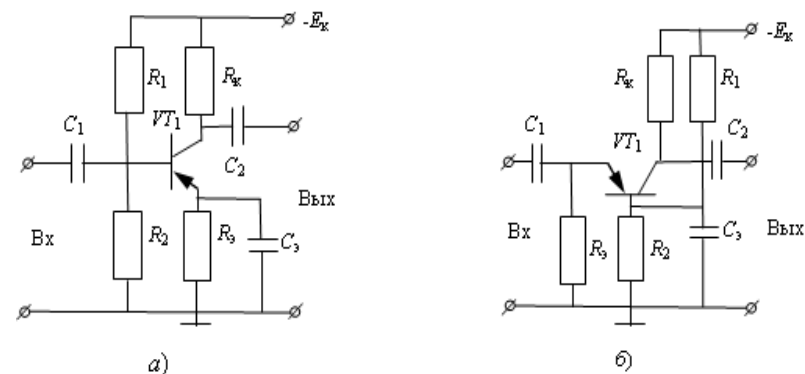 -Eк
R1
Rк
C1
VT1
C2
Вх
R2
Rэ
Cэ
Вых
а)
-Eк
Rк
R1
C1
VT1
C2
Вх
Rэ
R2
Cэ
Вых
б)